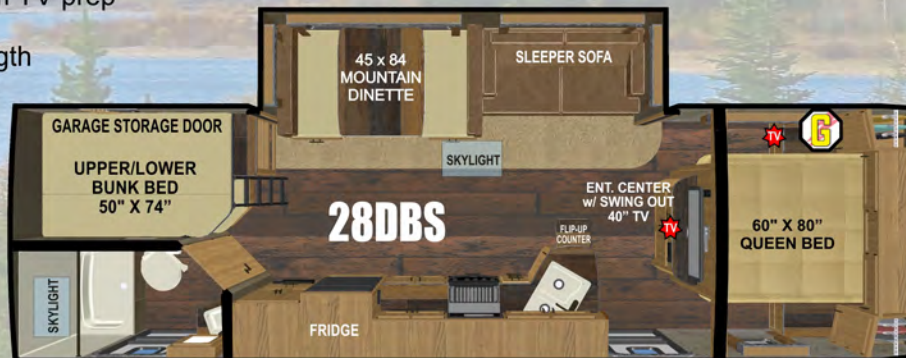 TV prep
gth
45 x 84
MOUNTAIN
DINETTE
SLEEPER SOFA
GARAGE STORAGE DOOR
UPPER/LOWER
BUNK BED
50" X 74”
SKYLIGHT
ENT. CENTER
w/ SWING OUT
40” TV
TV
TV
G
60" X 80”
QUEEN BED
28DBS
FLIP-UP
COUNTER
SKYLIGHT
FRIDGE